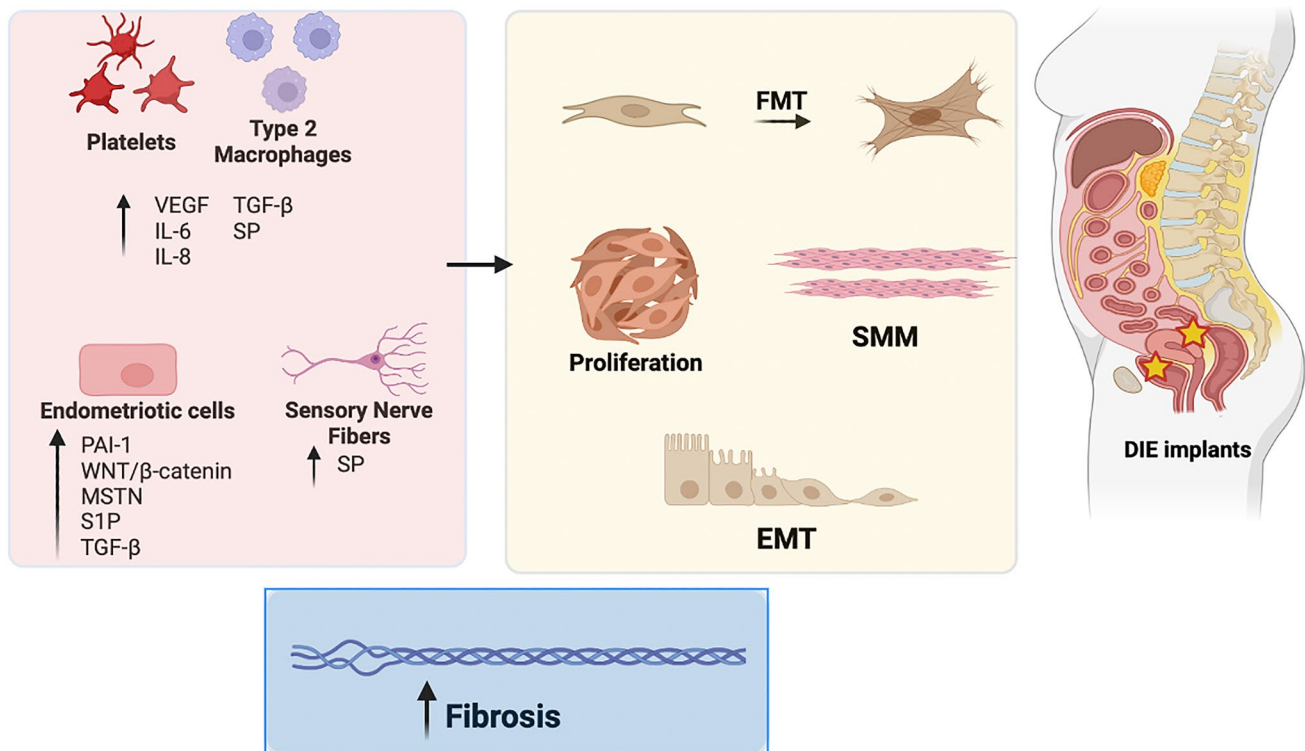 Platelets
Type 2
Macrophages
VEGF TGF-β
IL-6 SP
IL-8
Endometriotic cells
PAI-1
WNT/β-catenin
MSTN
S1P
TGF-β
Sensory Nerve
Fibers
SP
FMT
Proliferation
SMM
EMT
DIE implants
Fibrosis